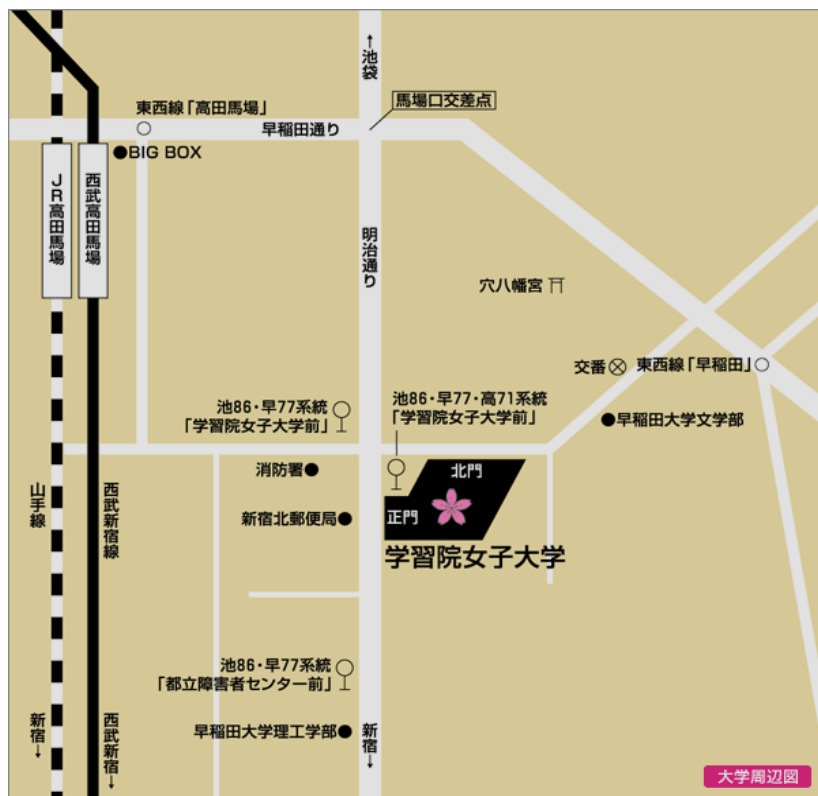 ←池袋
馬場口交差点
東西線「高田馬場」
早稲田通り
●BIG BOX
JR高田馬場
西武高田馬場
明治通り
穴八幡宮
交番
東西線「早稲田」
池86・早77系統
「学習院女子大学前」
池86・早77・高71系統
「学習院女子大学前」
●早稲田大学文学部
消防署●
北門
山手線
西武新宿線
新宿北郵便局●
正門
学習院女子大学
池86・早77系統
「都立障害者センター前」
早稲田大学理工学部●
新宿→
西武新宿→
新宿→
大学周辺図